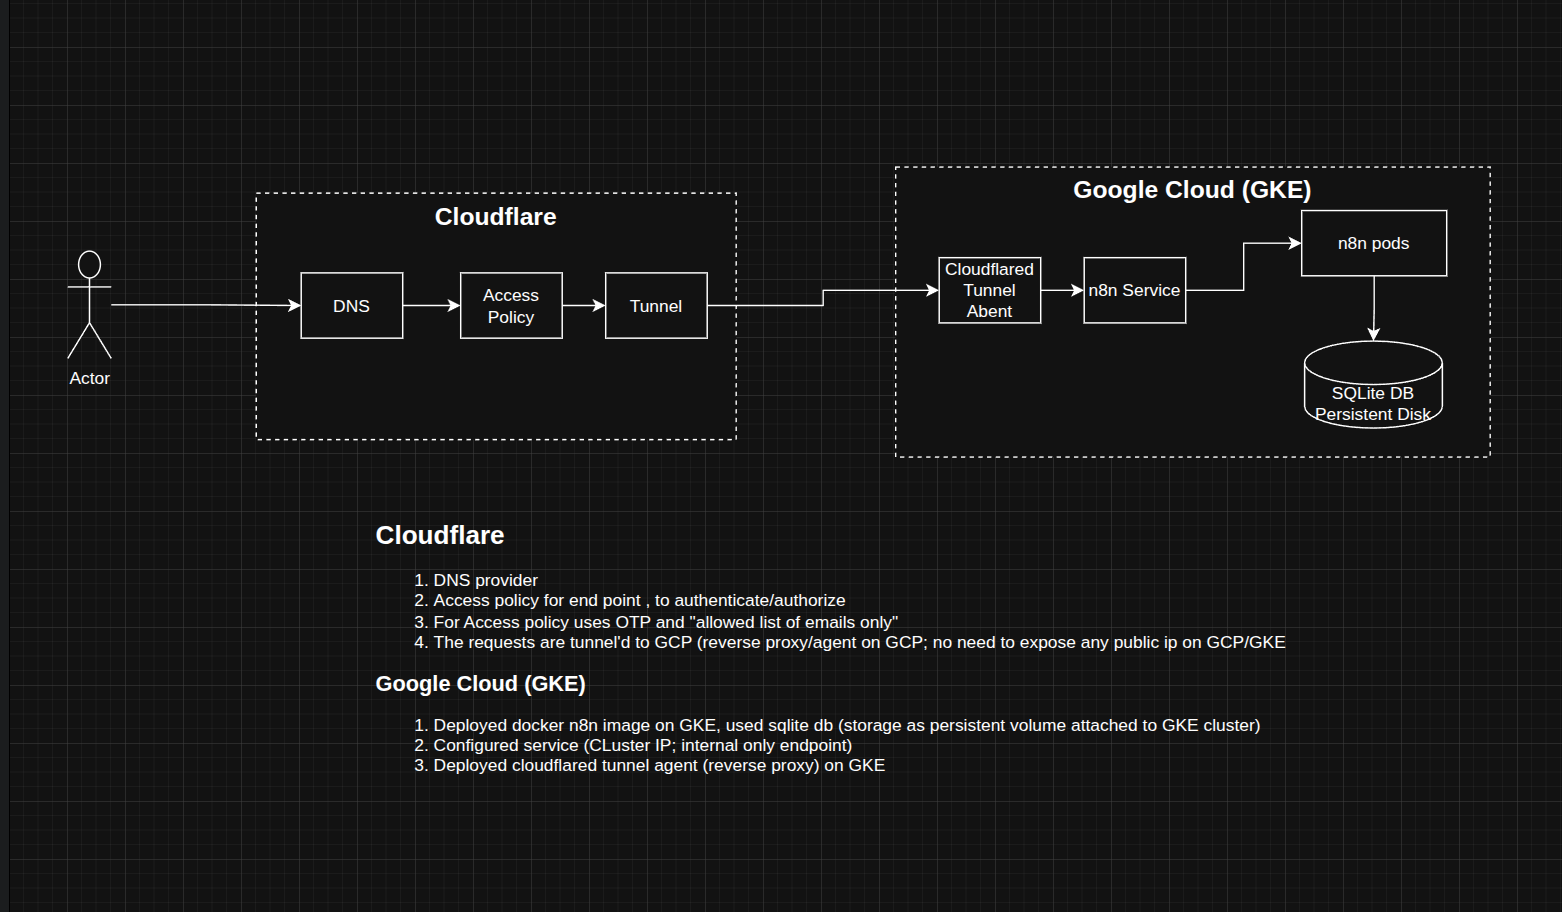 Google Cloud (GKE)
Cloudflare
n8n pods
Cloudflared
Tunnel
Abent
n8n Service
DNS
Access
Policy
Tunnel
Actor
SQLite DB
Persistent Disk
Cloudflare
1. DNS provider
2. Access policy for end point , to authenticate/authorize
3. For Access policy uses OTP and "allowed list of emails only"
4. The requests are tunnel'd to GCP (reverse proxy/agent on GCP; no need to expose any public ip on GCP/GKE
Google Cloud (GKE)
1. Deployed docker n8n image on GKE, used sqlite db (storage as persistent volume attached to GKE cluster)
2. Configured service (CLuster IP; internal only endpoint)
3. Deployed cloudflared tunnel agent (reverse proxy) on GKE